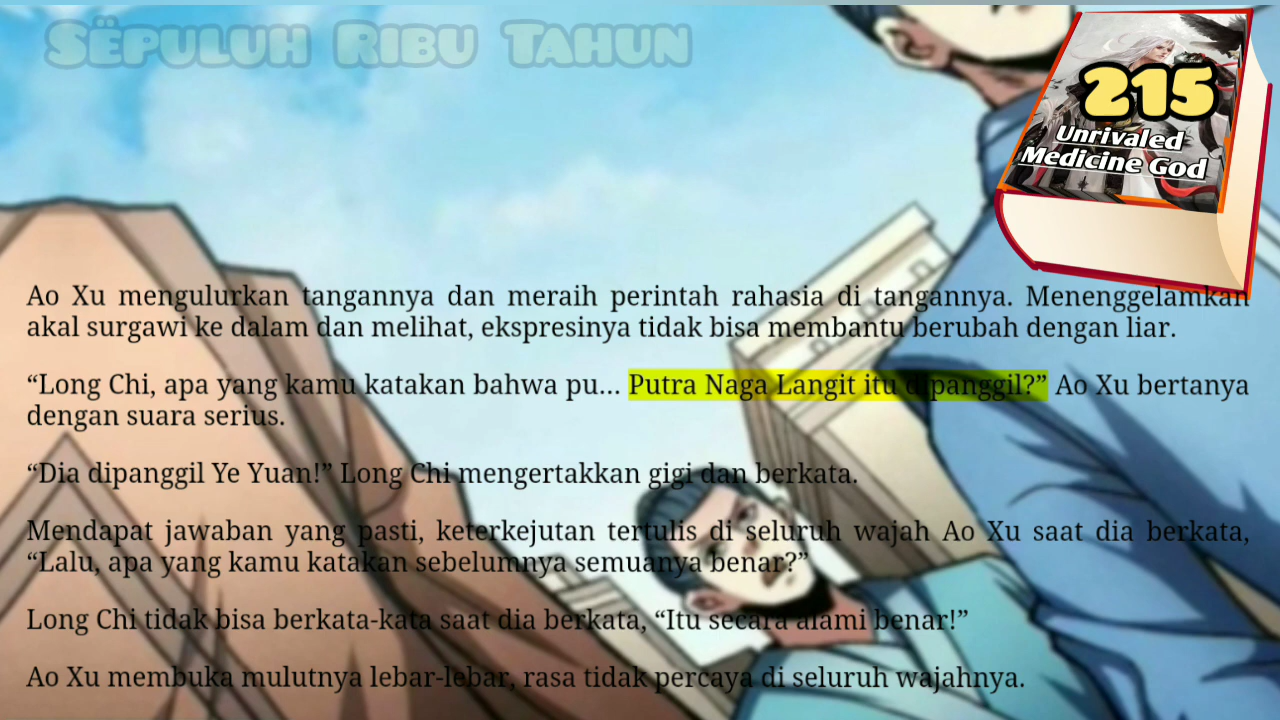 Sëpuluh Ribu Tahun
215
Unrivaled
Medicine God
Ao Xu mengulurkan tangannya dan meraih perintah rahasia di tangannya. Menenggelamkan
akal surgawi ke dalam dan melihat, ekspresinya tidak bisa membantu berubah dengan liar.
“Long Chi, apa yang kamu katakan bahwa pu... Putra Naga Langit itu dipanggil?” Ao Xu bertanya
dengan suara serius.
“Dia dipanggil Ye Yuan!” Long Chi mengertakkan gigi dan berkata.
Mendapat jawaban yang pasti, keterkejutan tertulis di seluruh wajah Ao Xu saat dia berkata,
“Lalu, apa yang kamu katakan sebelumnya semuanya benar?”
Long Chi tidak bisa berkata-kata saat dia berkata, “Itu secara alami benar!”
Ao Xu membuka mulutnya lebar-lebar, rasa tidak percaya di seluruh wajahnya.